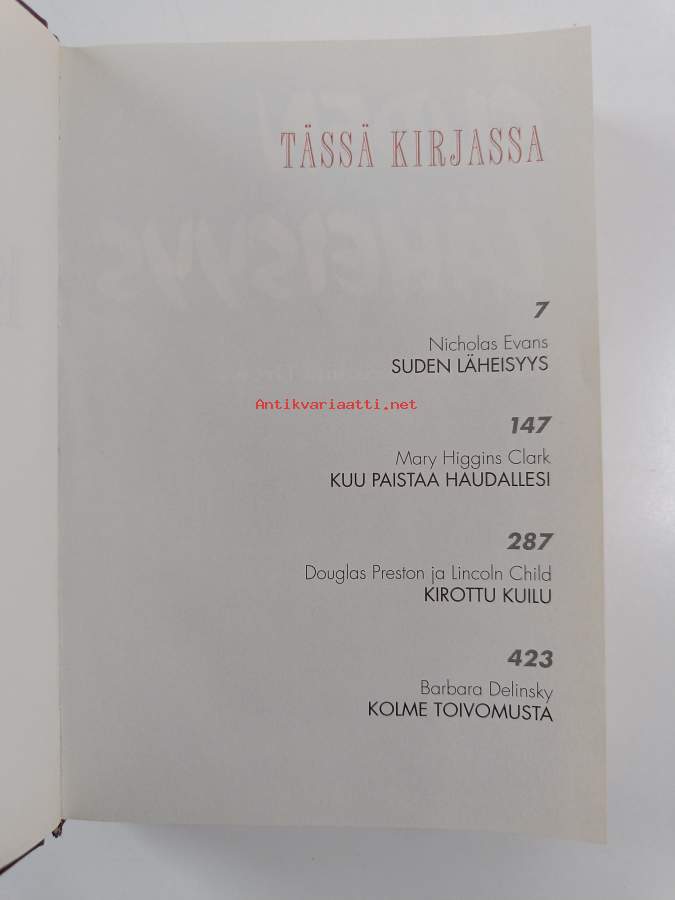 TÄSSÄ KIRJASSA
7
Nicholas Evans
SUDEN LÄHEISYYS
Antikvariaatti.net
147
Mary Higgins Clark
KUU PAISTAA HAUDALLESI
287
Douglas Preston ja Lincoln Child
KIROTTU KUILU
423
Barbara Delinsky
KOLME TOIVOMUSTA